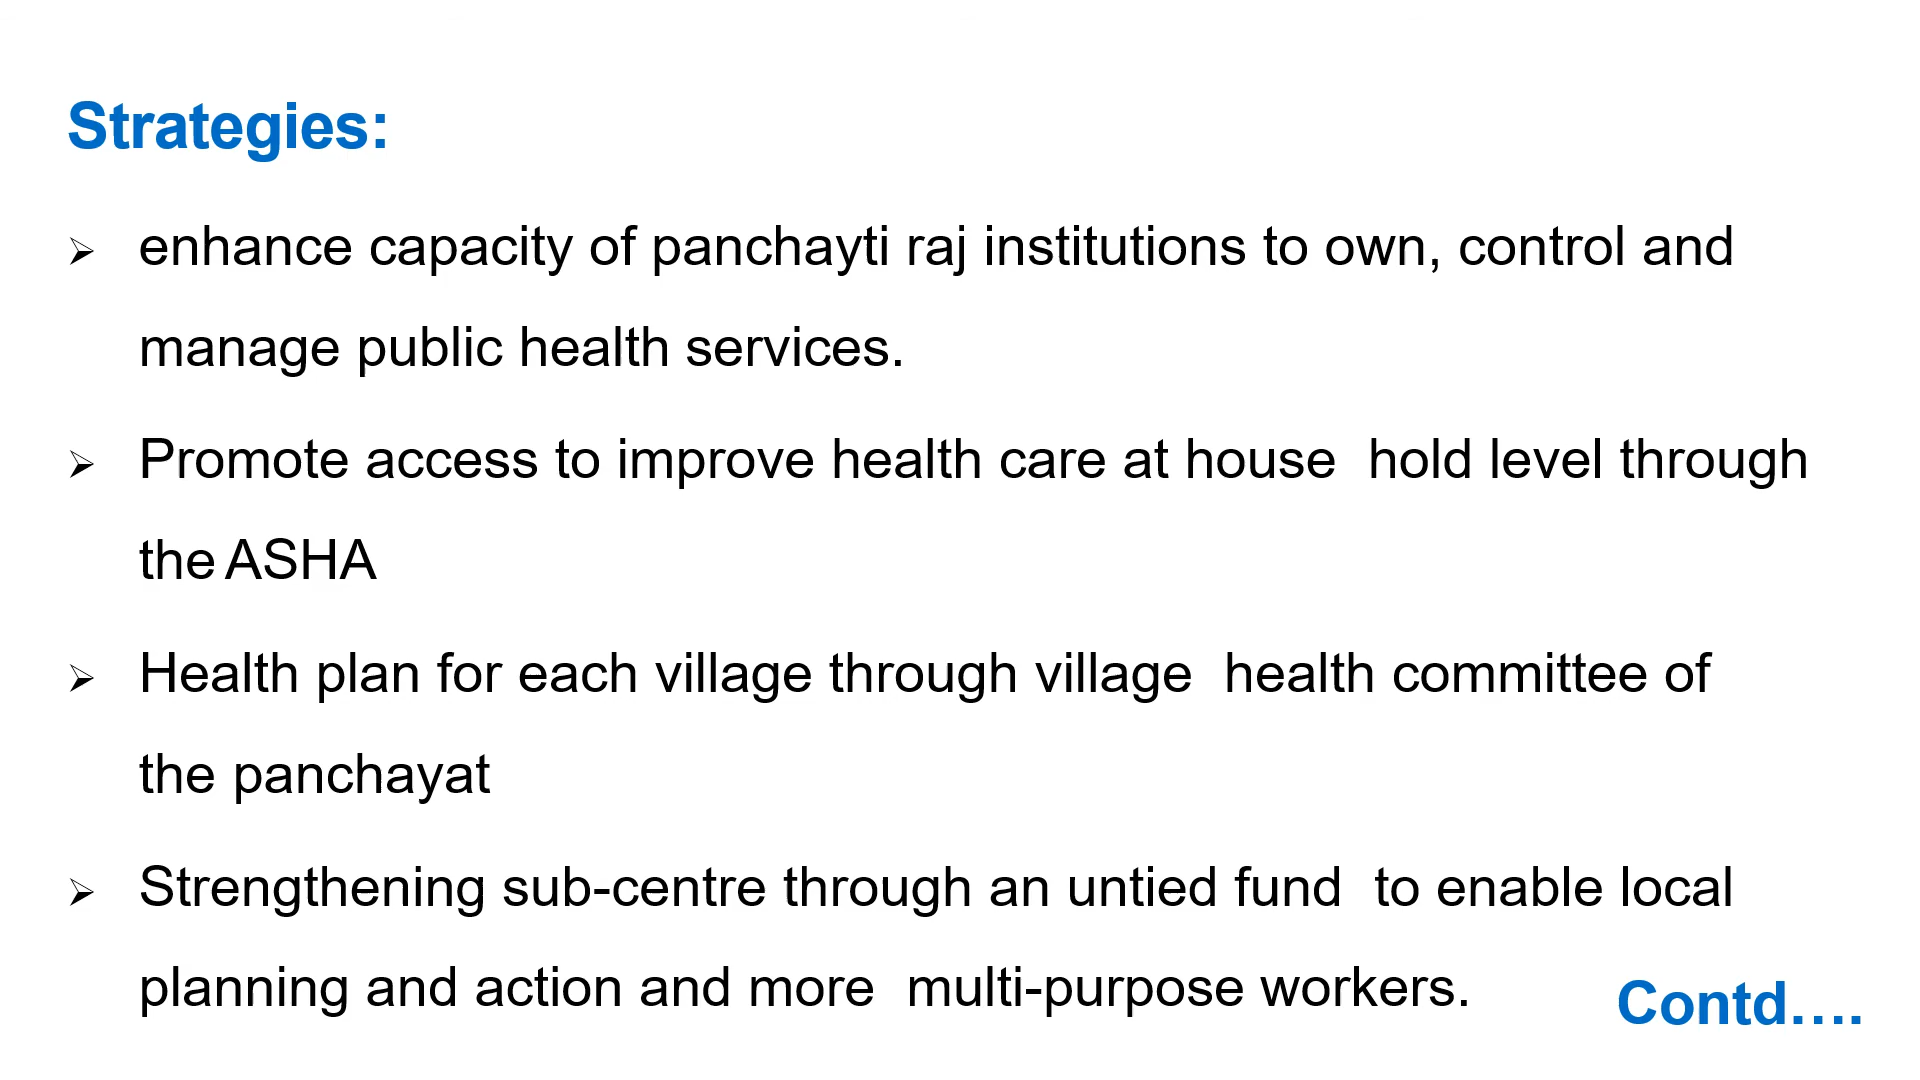 Strategies:
➢ enhance capacity of panchayti raj institutions to own, control and
manage public health services.
➢ Promote access to improve health care at house  hold level through
the ASHA
➢ Health plan for each village through village  health committee of
the panchayat
➢ Strengthening sub-centre through an untied fund  to enable local
planning and action and more  multi-purpose workers.
Contd....